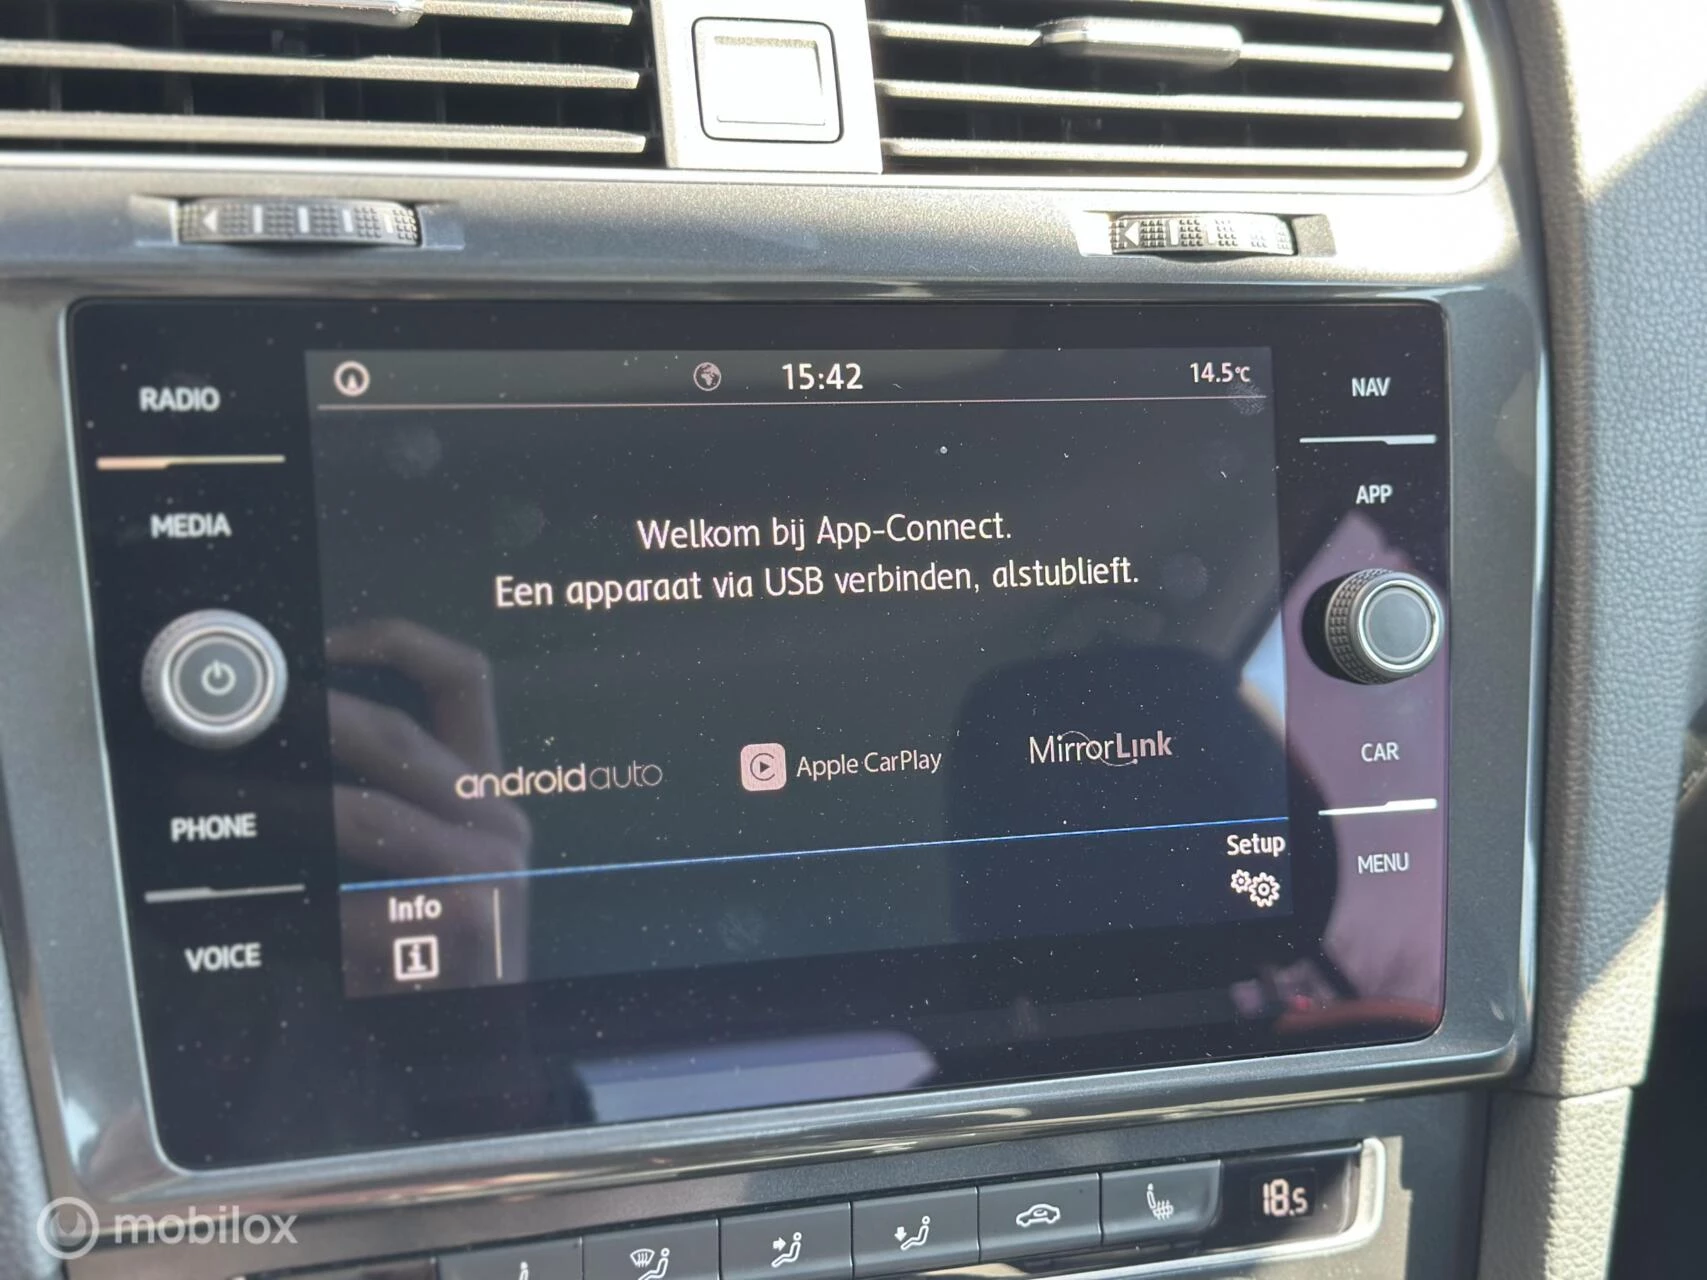 RADIO
MEDIA
PHONE
VOICE
15:42
14.5°C
Welkom bij App-Connect.
Een apparaat via USB verbinden, alstublieft.
androidauto
Apple CarPlay
MirrorLink
Info
Setup
NAV
APP
CAR
MENU
18.5
mobilox